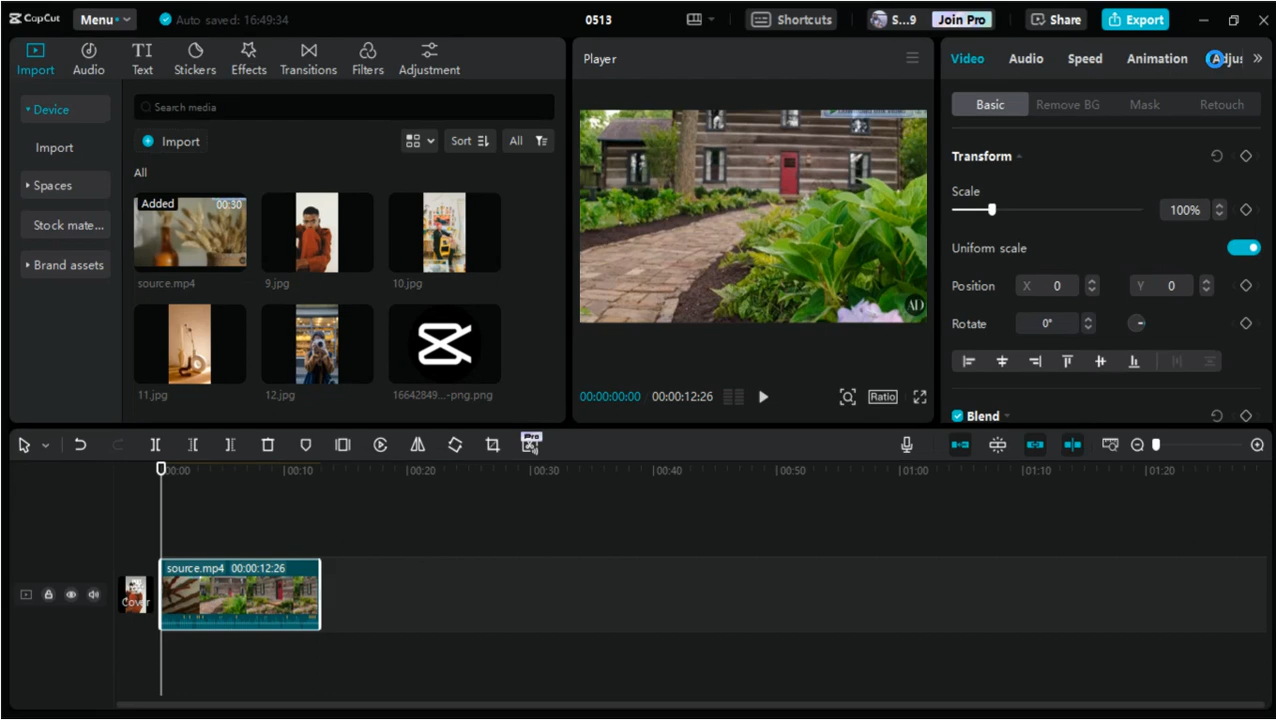 CapCut Menu Auto saved: 16:49:34 0513 Shortcuts S...9 Join Pro Share Export
Import Audio Text Stickers Effects Transitions Filters Adjustment
TI
Player
Video Audio Speed Animation Adjus
Device
Search media
Basic Remove BG Mask Retouch
Import
Import Sort All
Transform
All
Spaces
Scale
Added 00:30
100%
Stock mate...
Uniform scale
Brand assets
source.mp4 9.jpg 10.jpg
Position X 0 Y 0
AD
Rotate 0°
11.jpg 12.jpg 16642849...-png.png
00:00:00:00 00:00:12:26 Ratio
Blend
Pro
00:00 00:10 00:20 00:30 00:40 00:50 01:00 01:10 01:20
source.mp4 00:00:12:26
Cover